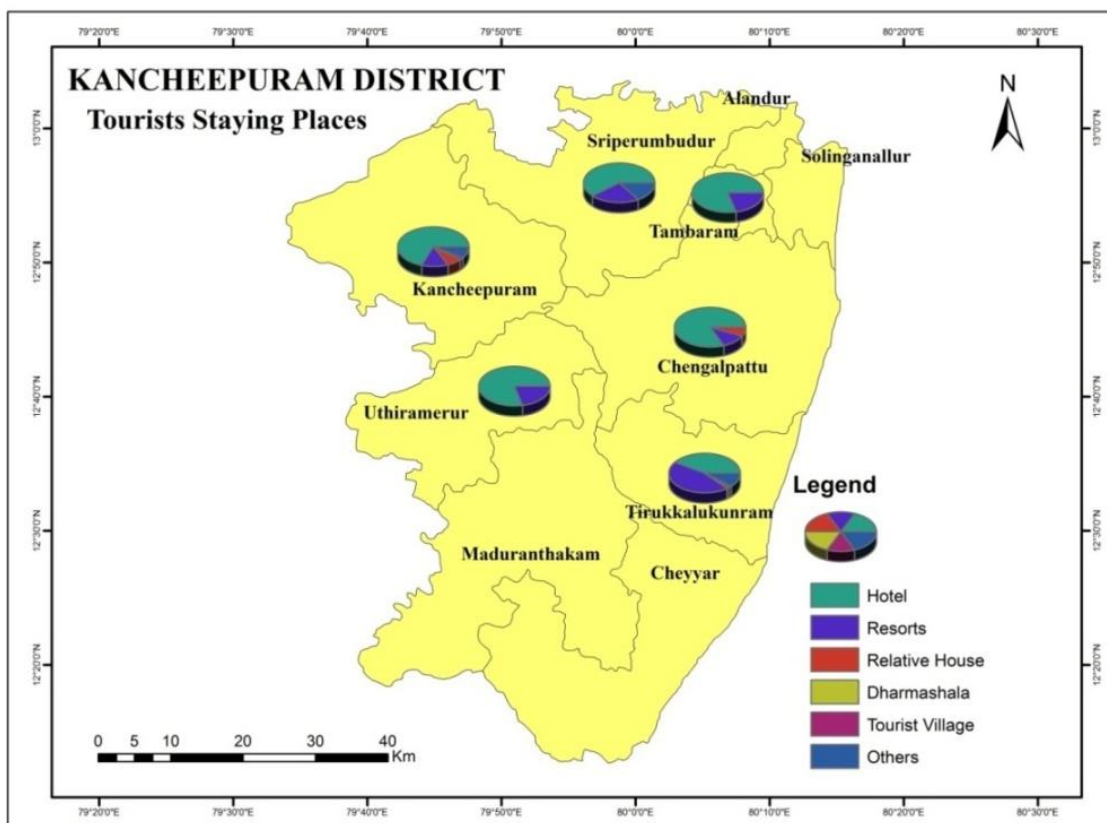 79°20'0"E 79°30'0"E 79°40'0"E 79°50'0"E 80°0'0"E 80°10'0"E 80°20'0"E 80°30'0"E
KANCHEEPURAM DISTRICT
Tourists Staying Places
N
Alandur
Sriperumbudur
Solinganallur
Tambaram
Kancheepuram
Chengalpattu
Uthiramerur
Tirukkalukunram
Maduranthakam
Cheyyar
Legend
Hotel
Resorts
Relative House
Dharmashala
Tourist Village
Others
0 5 10 20 30 40
Km
13°0'0"N
12°50'0"N
12°40'0"N
12°30'0"N
12°20'0"N
13°0'0"N
12°50'0"N
12°40'0"N
12°30'0"N
12°20'0"N
79°20'0"E 79°30'0"E 79°40'0"E 79°50'0"E 80°0'0"E 80°10'0"E 80°20'0"E 80°30'0"E